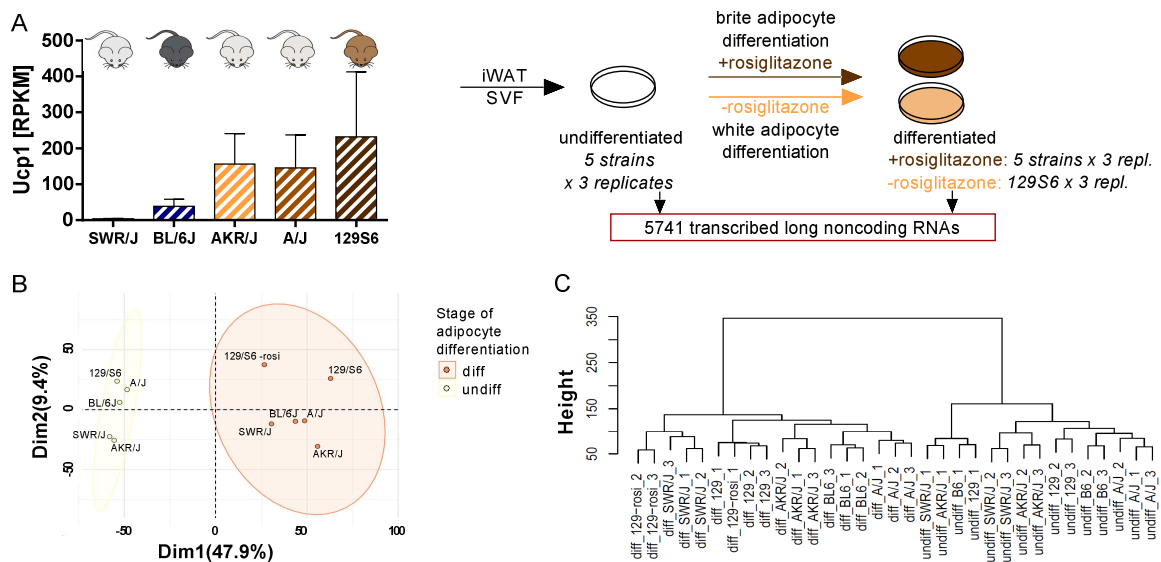 A
Ucp1 [RPKM]
500
400
300
200
100
0
SWR/J
BL/6J
AKR/J
A/J
129S6
iWAT
SVF
undifferentiated
5 strains
x 3 replicates
brite adipocyte
differentiation
+rosiglitazone
-rosiglitazone
white adipocyte
differentiation
differentiated
+rosiglitazone: 5 strains x 3 repl.
-rosiglitazone: 129S6 x 3 repl.
5741 transcribed long noncoding RNAs
B
Dim2(9.4%)
50
0
-50
129/S6
A/J
BL/6J
SWR/J
AKR/J
129/S6 -rosi
129/S6
BL/6J
A/J
SWR/J
AKR/J
-50
0
50
100
Dim1(47.9%)
Stage of
adipocyte
differentiation
diff
undiff
C
Height
350
250
150
50
diff_129-rosi_2
diff_129-rosi_3
diff_SWR/J_3
diff_SWR/J_1
diff_SWR/J_2
diff_129_1
diff_129-rosi_1
diff_129_2
diff_129_3
diff_AKR/J_2
diff_AKR/J_1
diff_AKR/J_3
diff_BL6_3
diff_BL6_1
diff_BL6_2
diff_A/J_1
diff_A/J_2
diff_A/J_3
undiff_SWR/J_1
undiff_AKR/J_1
undiff_B6_1
undiff_129_1
undiff_SWR/J_2
undiff_SWR/J_3
undiff_AKR/J_2
undiff_AKR/J_3
undiff_129_2
undiff_129_3
undiff_B6_2
undiff_B6_3
undiff_A/J_2
undiff_A/J_1
undiff_A/J_3